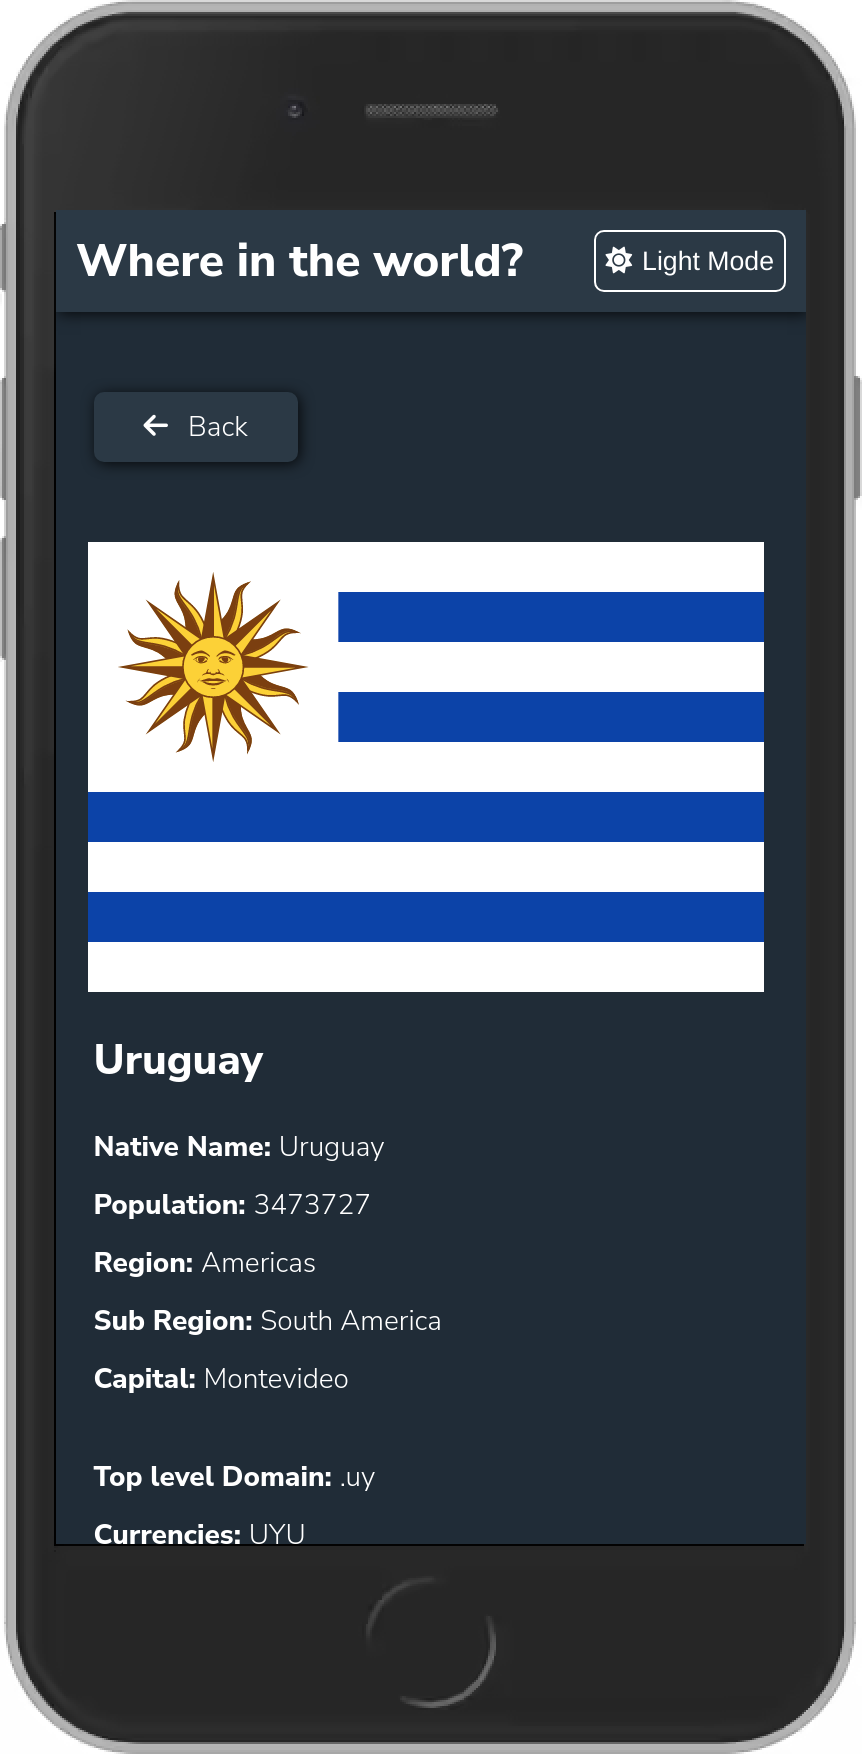 Where in the world?
Light Mode
Back
Uruguay
Native Name: Uruguay
Population: 3473727
Region: Americas
Sub Region: South America
Capital: Montevideo
Top level Domain: .uy
Currencies: UYU